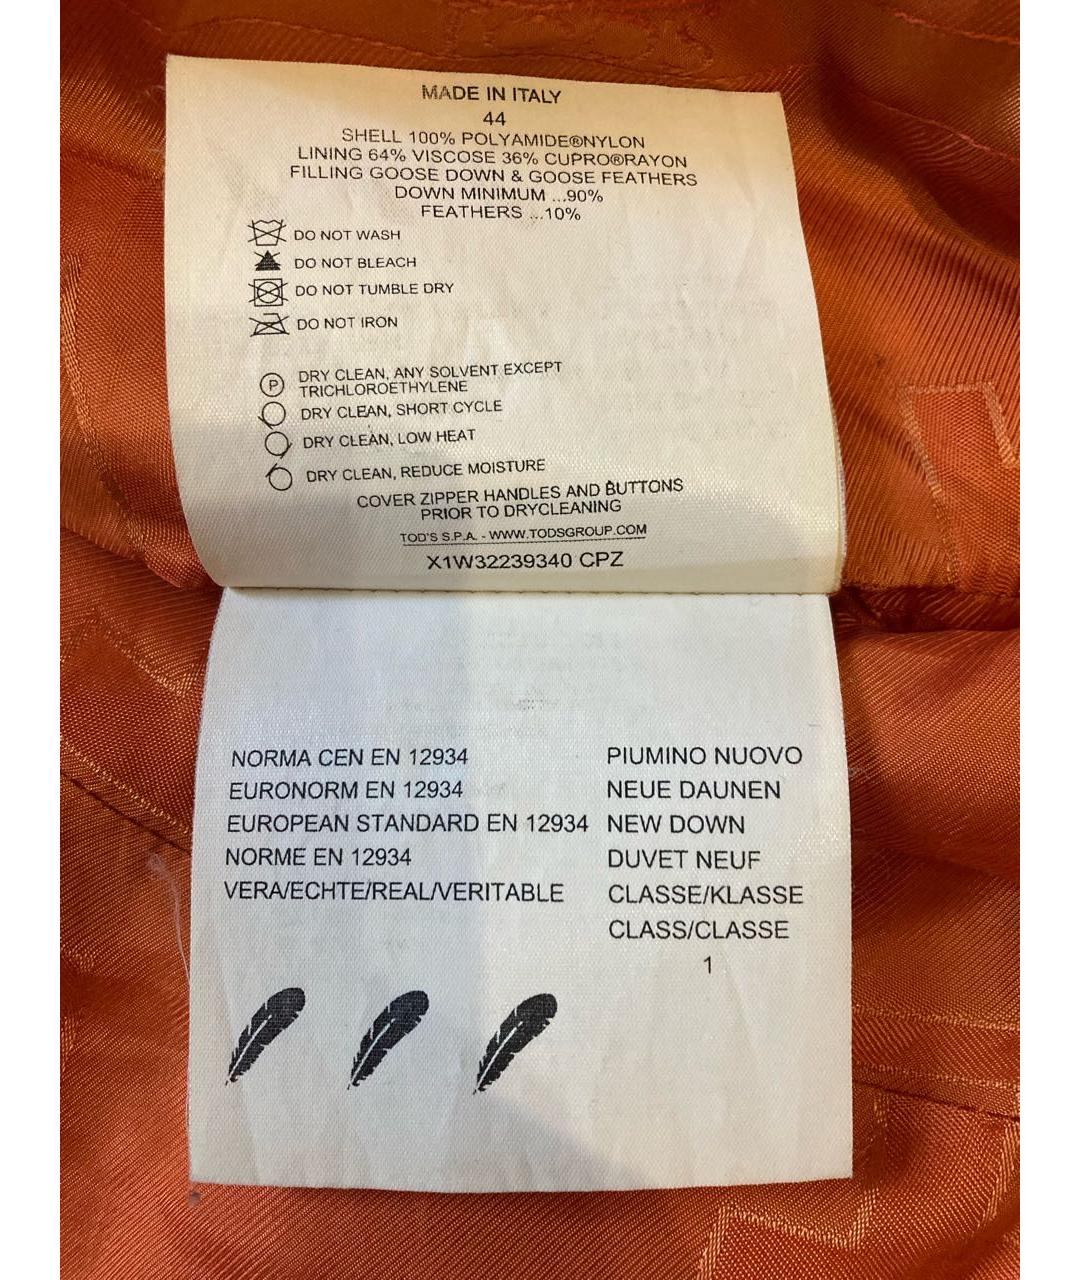 MADE IN ITALY
44
SHELL 100% POLYAMIDE®NYLON
LINING 64% VISCOSE 36% CUPRO®RAYON
FILLING GOOSE DOWN & GOOSE FEATHERS
DOWN MINIMUM ...90%
FEATHERS ...10%
DO NOT WASH
DO NOT BLEACH
DO NOT TUMBLE DRY
DO NOT IRON
P DRY CLEAN, ANY SOLVENT EXCEPT
TRICHLOROETHYLENE
DRY CLEAN, SHORT CYCLE
DRY CLEAN, LOW HEAT
DRY CLEAN, REDUCE MOISTURE
COVER ZIPPER HANDLES AND BUTTONS
PRIOR TO DRYCLEANING
TOD'S S.P.A. - WWW.TODSGROUP.COM
X1W32239340 CPZ
NORMA CEN EN 12934 PIUMINO NUOVO
EURONORM EN 12934 NEUE DAUNEN
EUROPEAN STANDARD EN 12934 NEW DOWN
NORME EN 12934 DUVET NEUF
VERA/ECHTE/REAL/VERITABLE CLASSE/KLASSE
CLASS/CLASSE
1